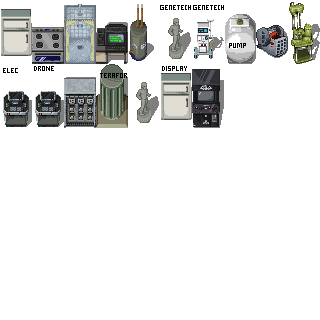 GENETECH GENETECH
PUMP
ELEC
DRONE
DISPLAY
TERAFOR